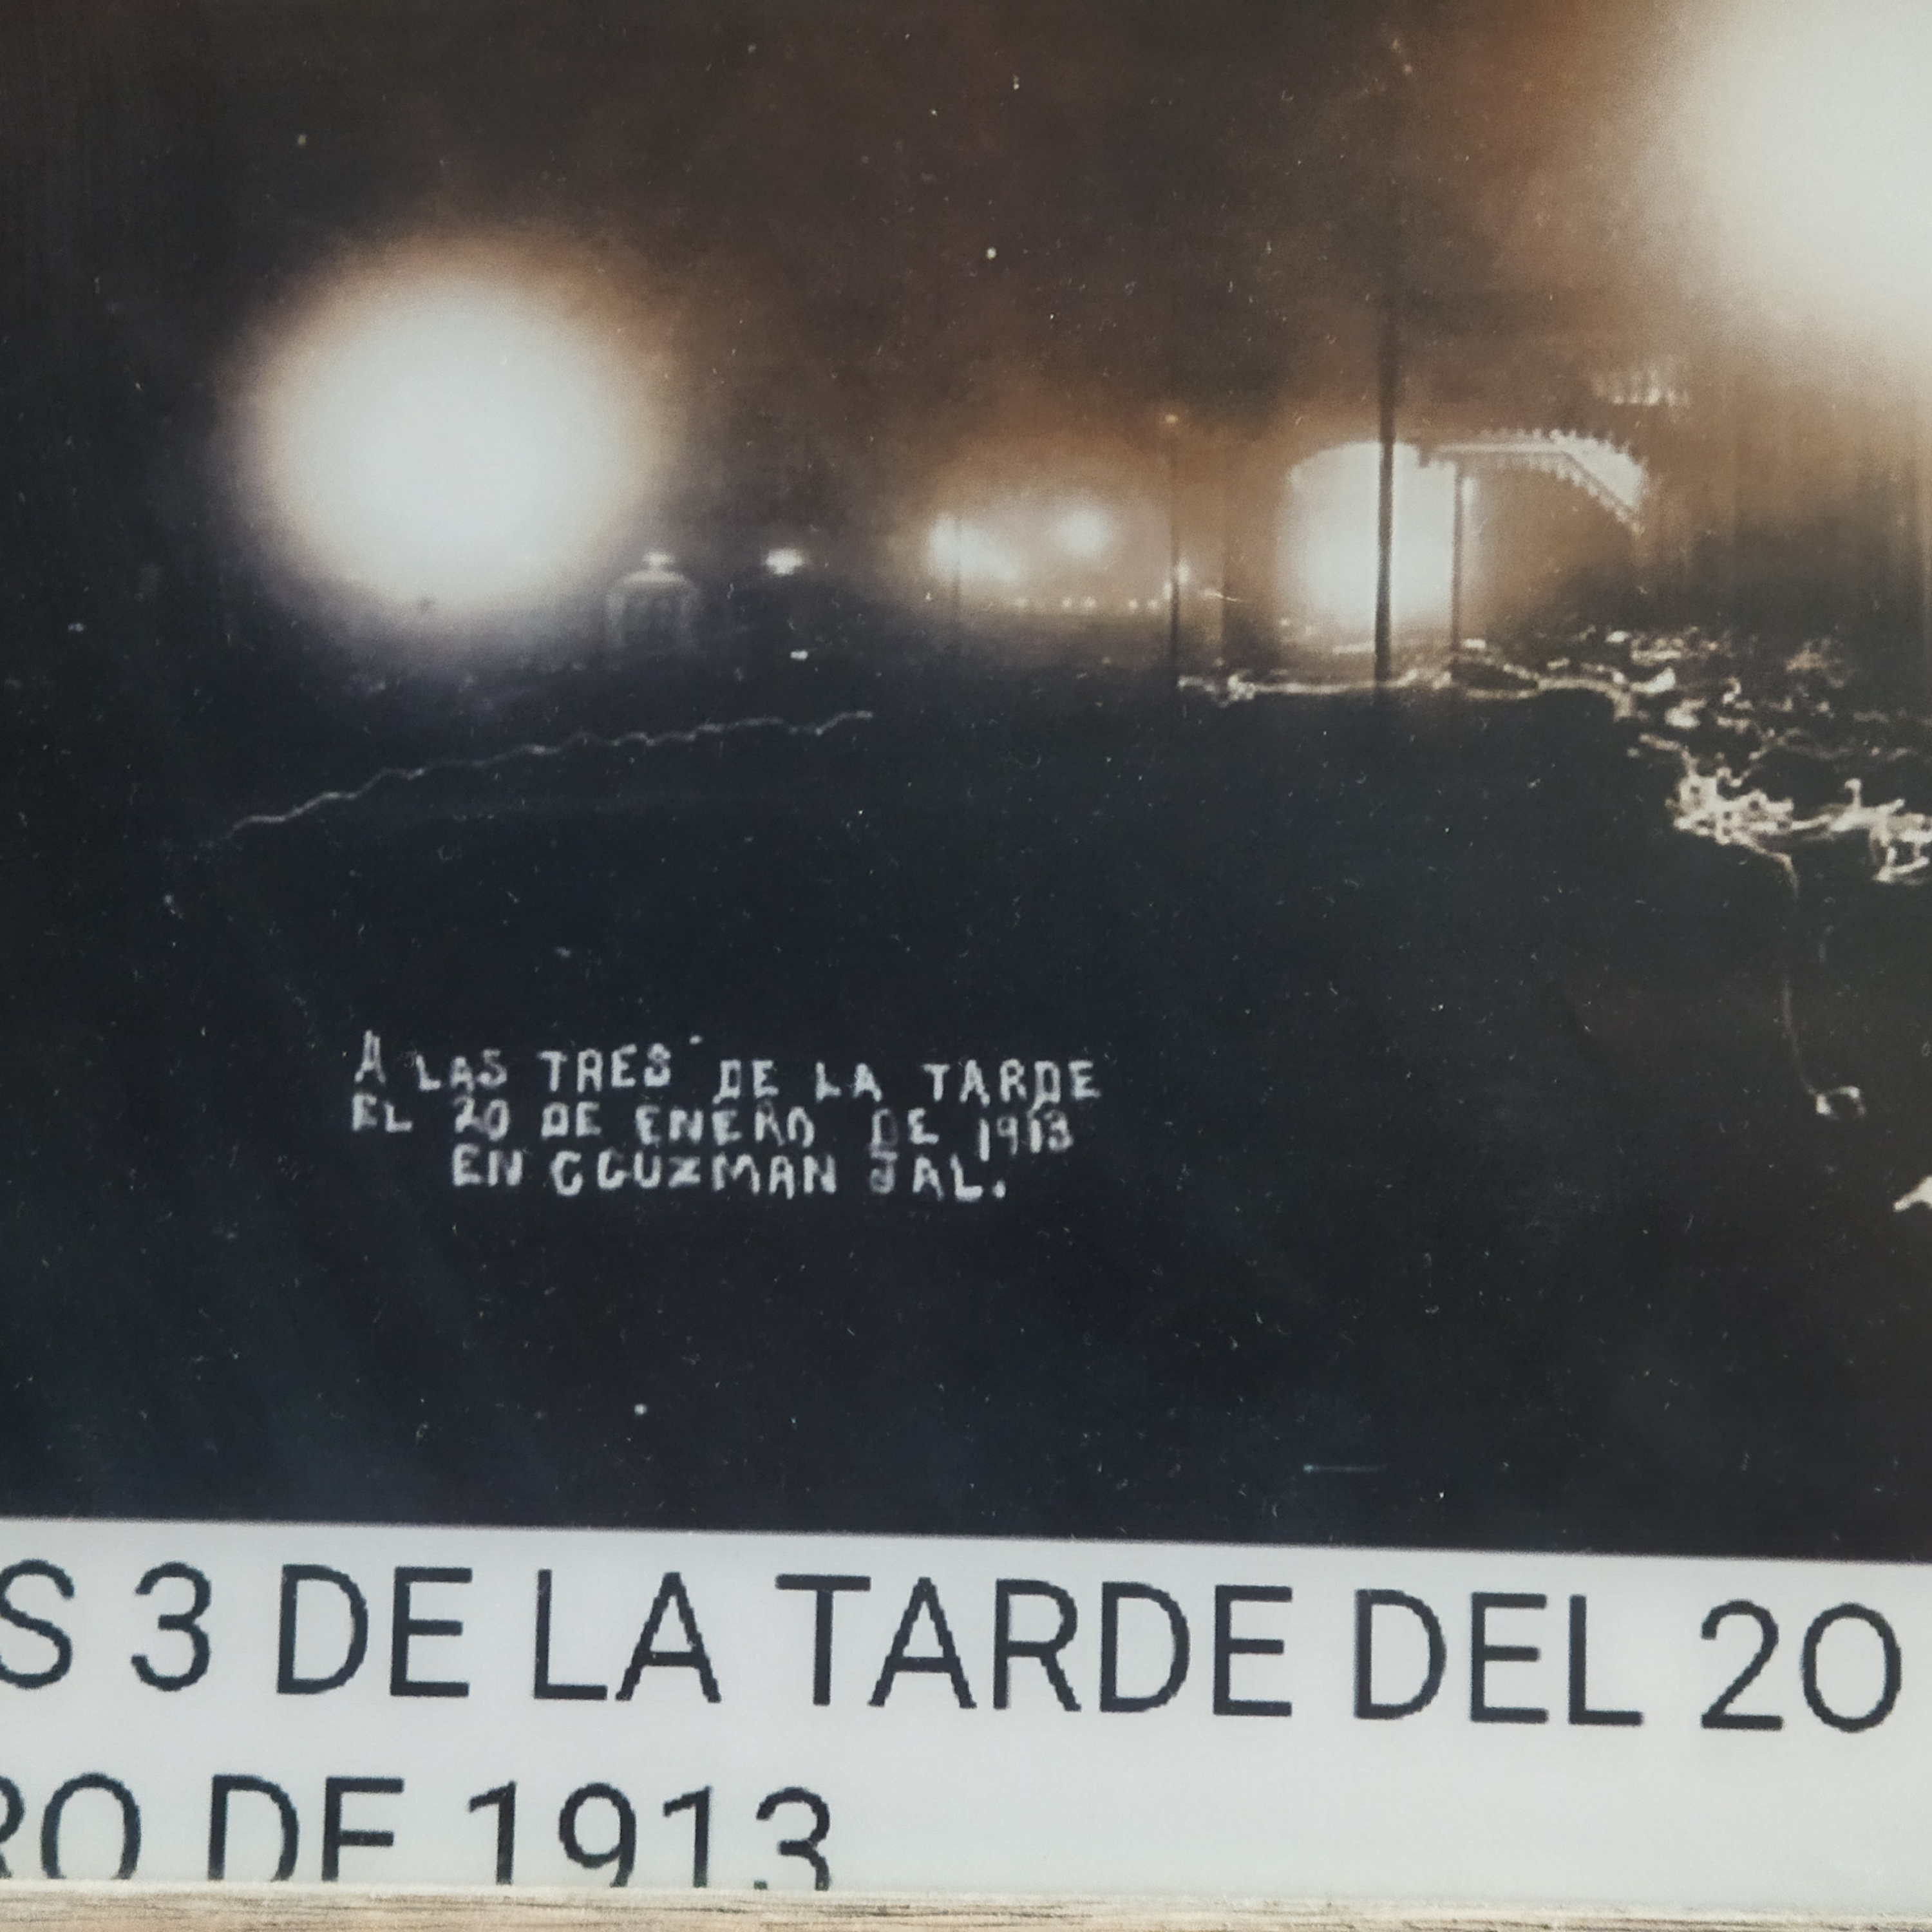 A LAS TRES DE LA TARDE
EL 20 DE ENERO DE 1913
EN CGUZMAN JAL.
S 3 DE LA TARDE DEL 20
RO DE 1913